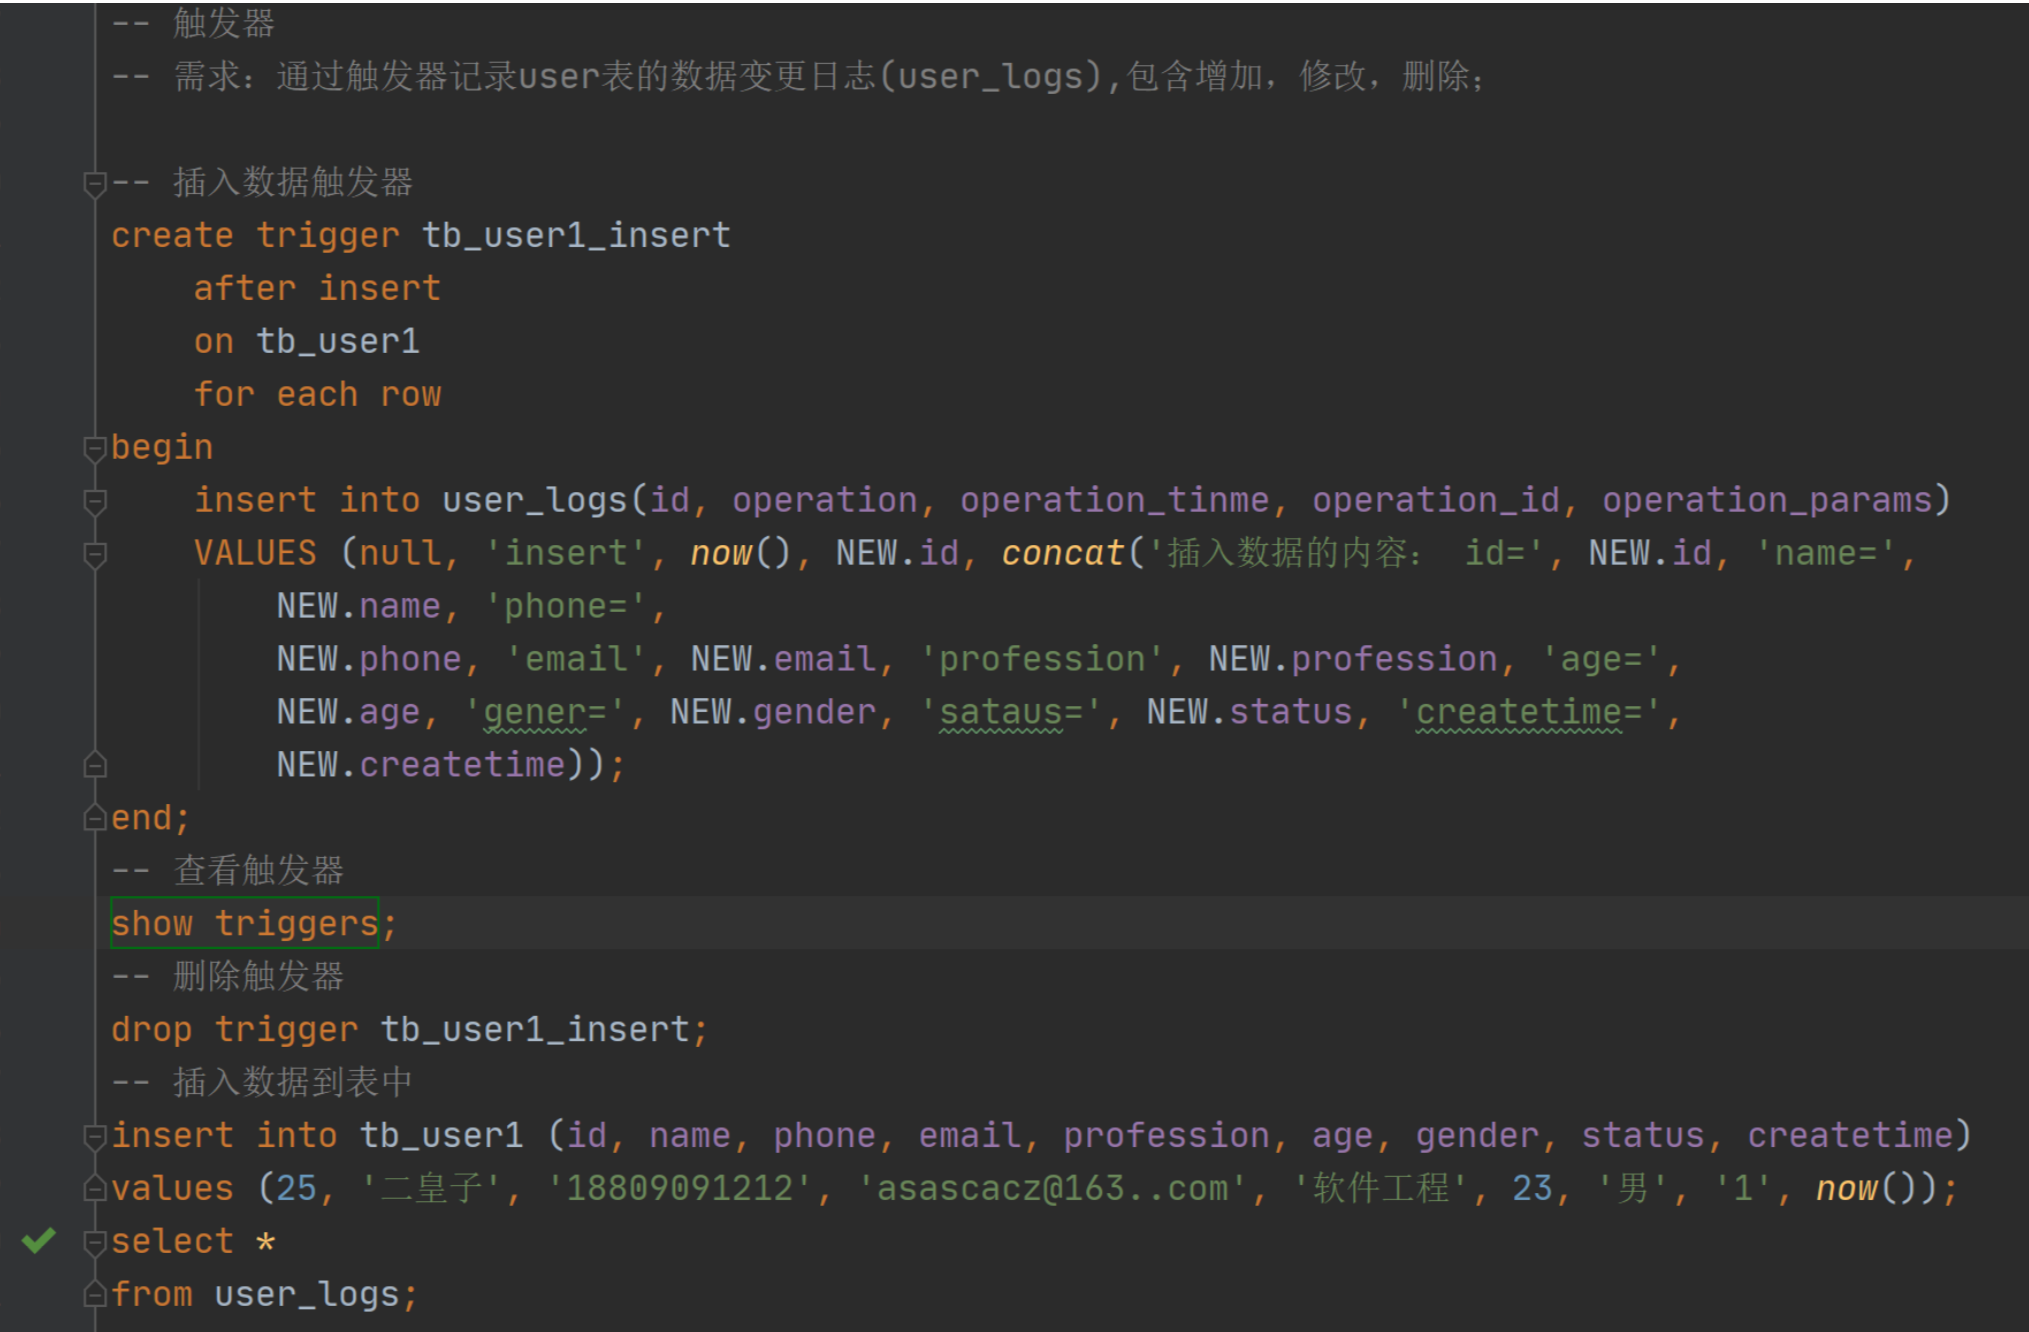 -- 触发器
-- 需求：通过触发器记录user表的数据变更日志(user_logs),包含增加，修改，删除；
-- 插入数据触发器
create trigger tb_user1_insert
after insert
on tb_user1
for each row
begin
insert into user_logs(id, operation, operation_tinme, operation_id, operation_params)
VALUES (null, 'insert', now(), NEW.id, concat('插入数据的内容： id=', NEW.id, 'name=',
NEW.name, 'phone=',
NEW.phone, 'email', NEW.email, 'profession', NEW.profession, 'age=',
NEW.age, 'gener=', NEW.gender, 'sataus=', NEW.status, 'createtime=',
NEW.createtime));
end;
-- 查看触发器
show triggers;
-- 删除触发器
drop trigger tb_user1_insert;
-- 插入数据到表中
insert into tb_user1 (id, name, phone, email, profession, age, gender, status, createtime)
values (25, '二皇子', '18809091212', 'asascacz@163..com', '软件工程', 23, '男', '1', now());
select *
from user_logs;